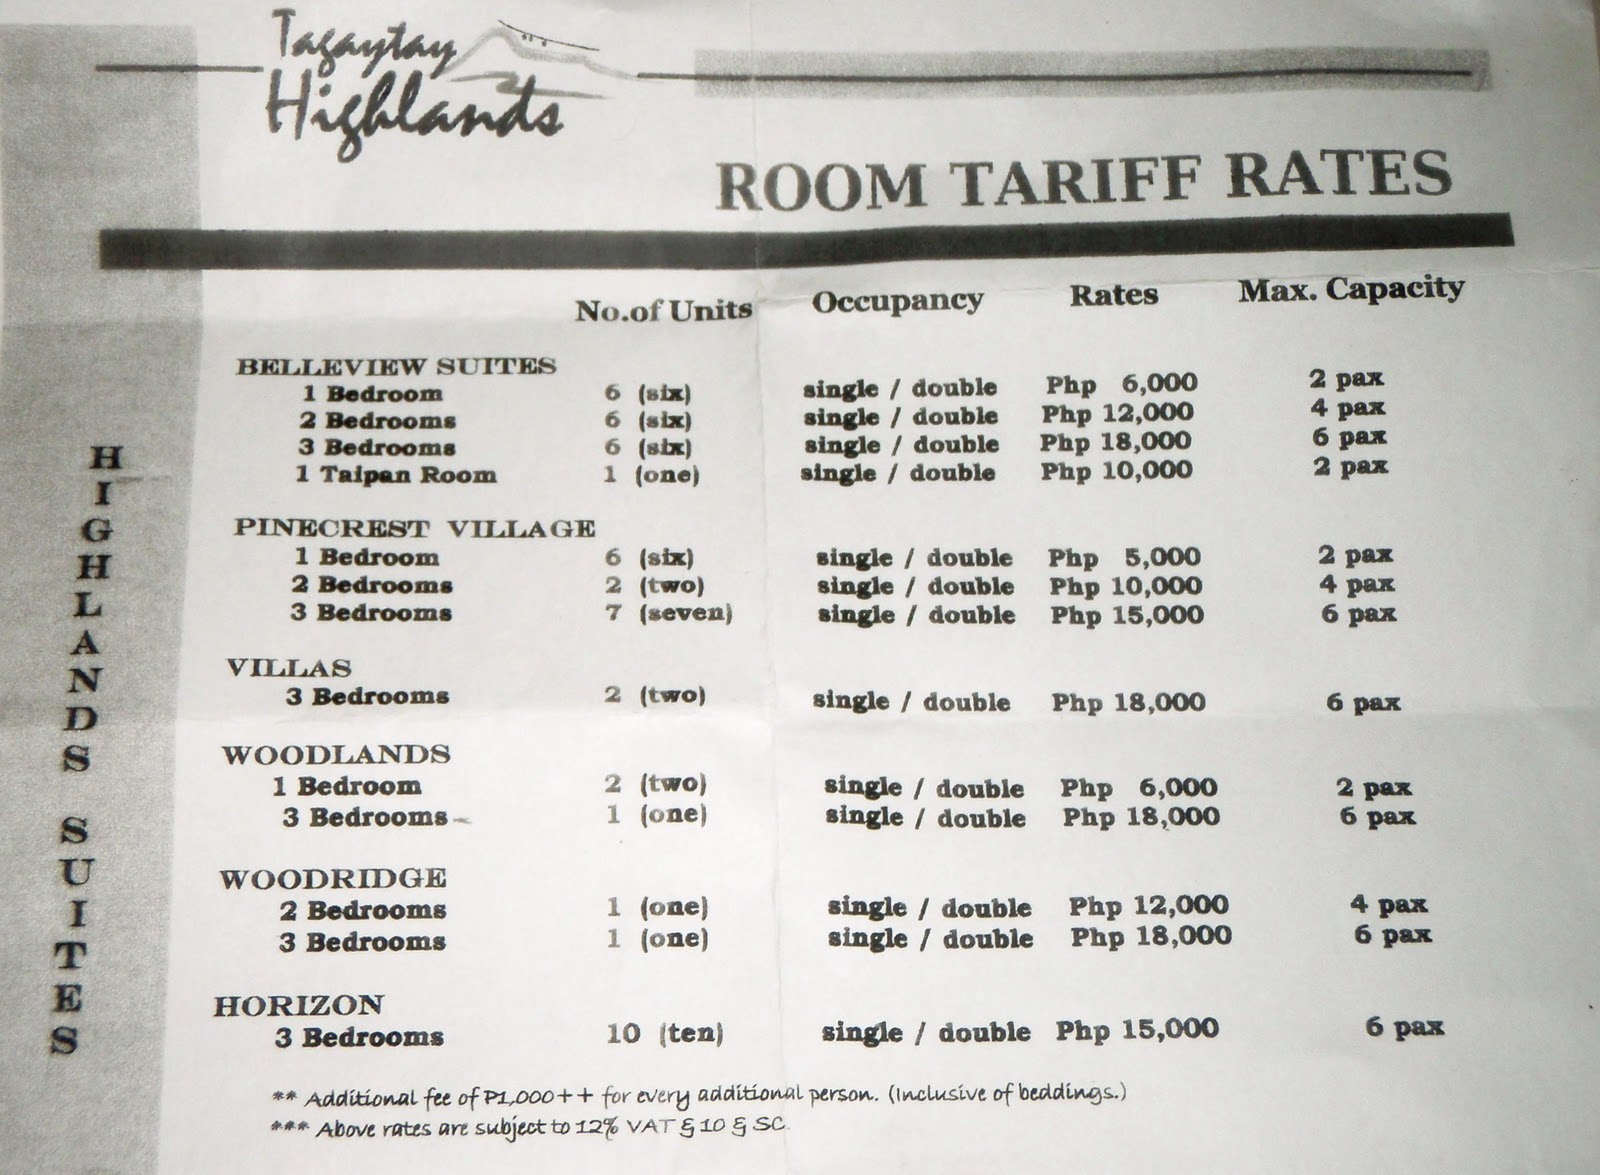 Tagaytay
Highlands
ROOM TARIFF RATES
No.of Units Occupancy Rates Max. Capacity
BELLEVIEW SUITES
1 Bedroom 6 (six) single / double Php 6,000 2 pax
2 Bedrooms 6 (six) single / double Php 12,000 4 pax
3 Bedrooms 6 (six) single / double Php 18,000 6 pax
1 Taipan Room 1 (one) single / double Php 10,000 2 pax
PINECREST VILLAGE
1 Bedroom 6 (six) single / double Php 5,000 2 pax
2 Bedrooms 2 (two) single / double Php 10,000 4 pax
3 Bedrooms 7 (seven) single / double Php 15,000 6 pax
VILLAS
3 Bedrooms 2 (two) single / double Php 18,000 6 pax
WOODLANDS
1 Bedroom 2 (two) single / double Php 6,000 2 pax
3 Bedrooms 1 (one) single / double Php 18,000 6 pax
WOODRIDGE
2 Bedrooms 1 (one) single / double Php 12,000 4 pax
3 Bedrooms 1 (one) single / double Php 18,000 6 pax
HORIZON
3 Bedrooms 10 (ten) single / double Php 15,000 6 pax
** Additional fee of P1,000++ for every additional person. (Inclusive of beddings.)
*** Above rates are subject to 12% VAT & 10 & SC.
HIGHLANDS SUITES